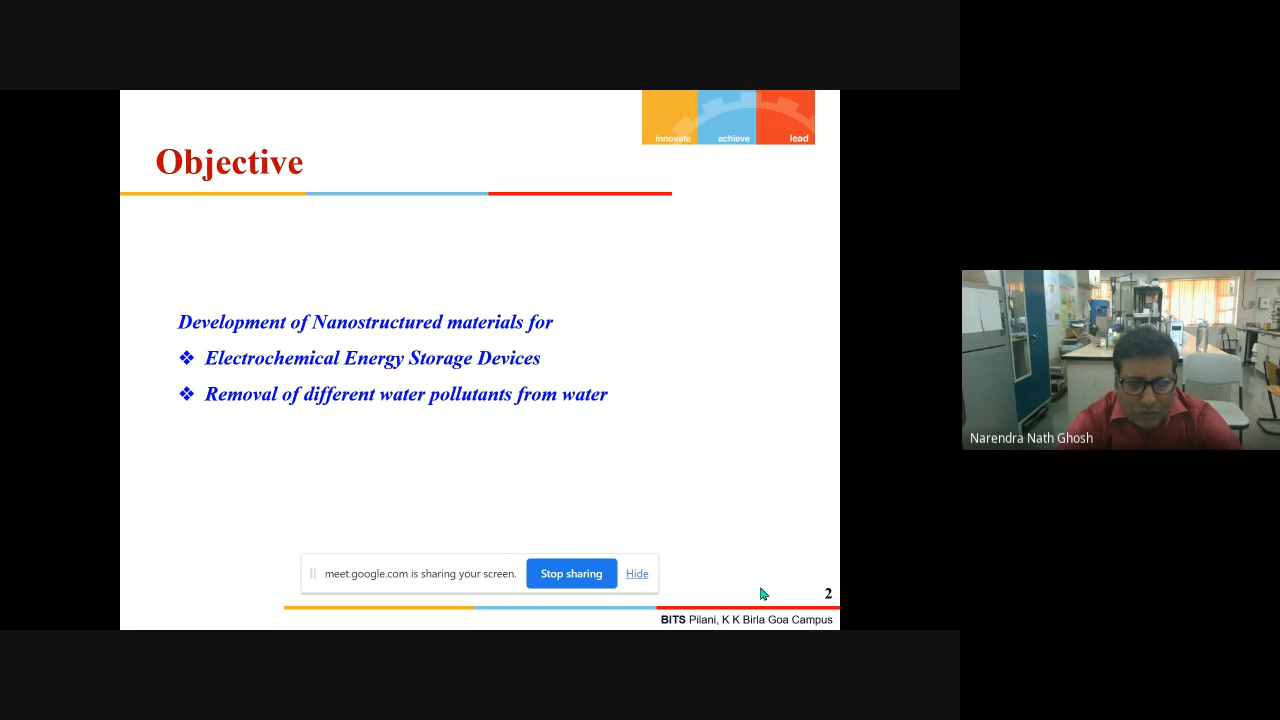 innovate achieve lead
Objective
Development of Nanostructured materials for
❖ Electrochemical Energy Storage Devices
❖ Removal of different water pollutants from water
Narendra Nath Ghosh
meet.google.com is sharing your screen. Stop sharing Hide
2
BITS Pilani, K K Birla Goa Campus